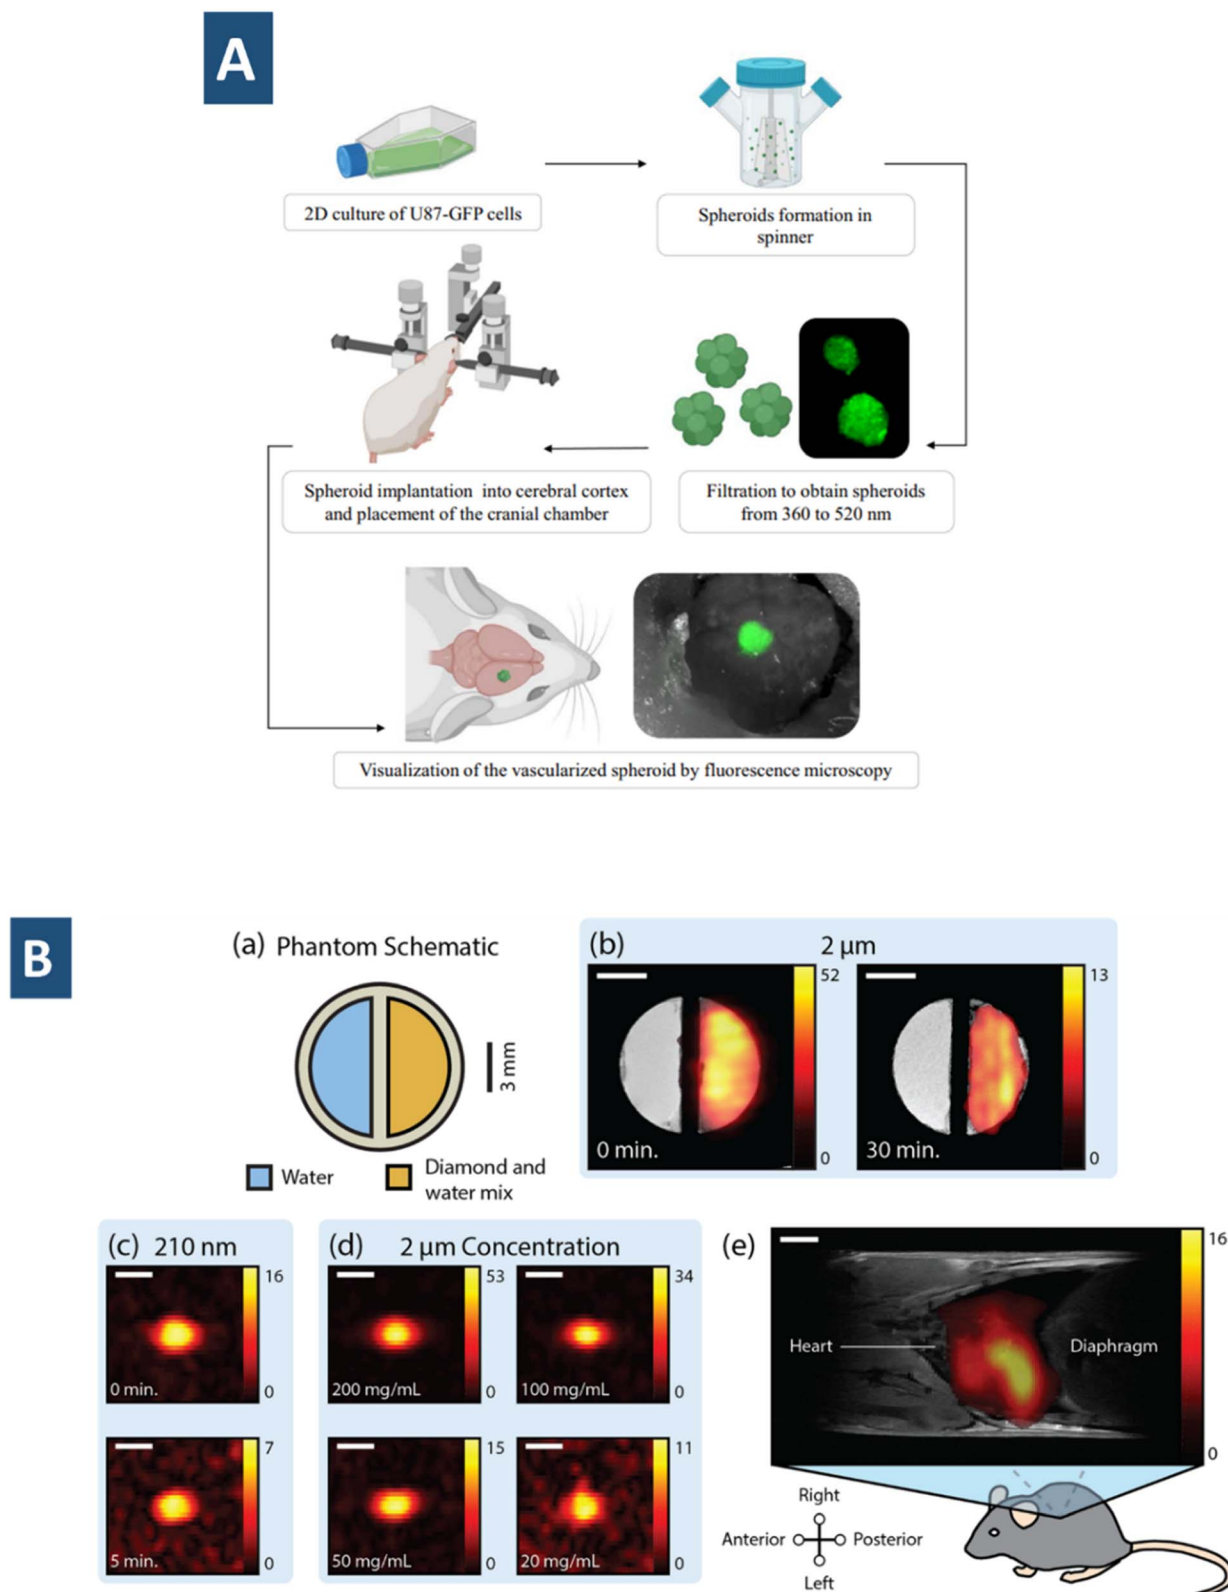 A
2D culture of U87-GFP cells
Spheroids formation in
spinner
Spheroid implantation into cerebral cortex
and placement of the cranial chamber
Filtration to obtain spheroids
from 360 to 520 nm
Visualization of the vascularized spheroid by fluorescence microscopy
B
(a) Phantom Schematic
3 mm
Water
Diamond and
water mix
(b) 2 μm
52
0 min.
0
13
30 min.
0
(c) 210 nm
16
0 min.
0
7
5 min.
0
(d) 2 μm Concentration
53
200 mg/mL
0
34
100 mg/mL
0
15
50 mg/mL
0
11
20 mg/mL
0
(e)
16
Heart
Diaphragm
0
Right
Anterior
Posterior
Left